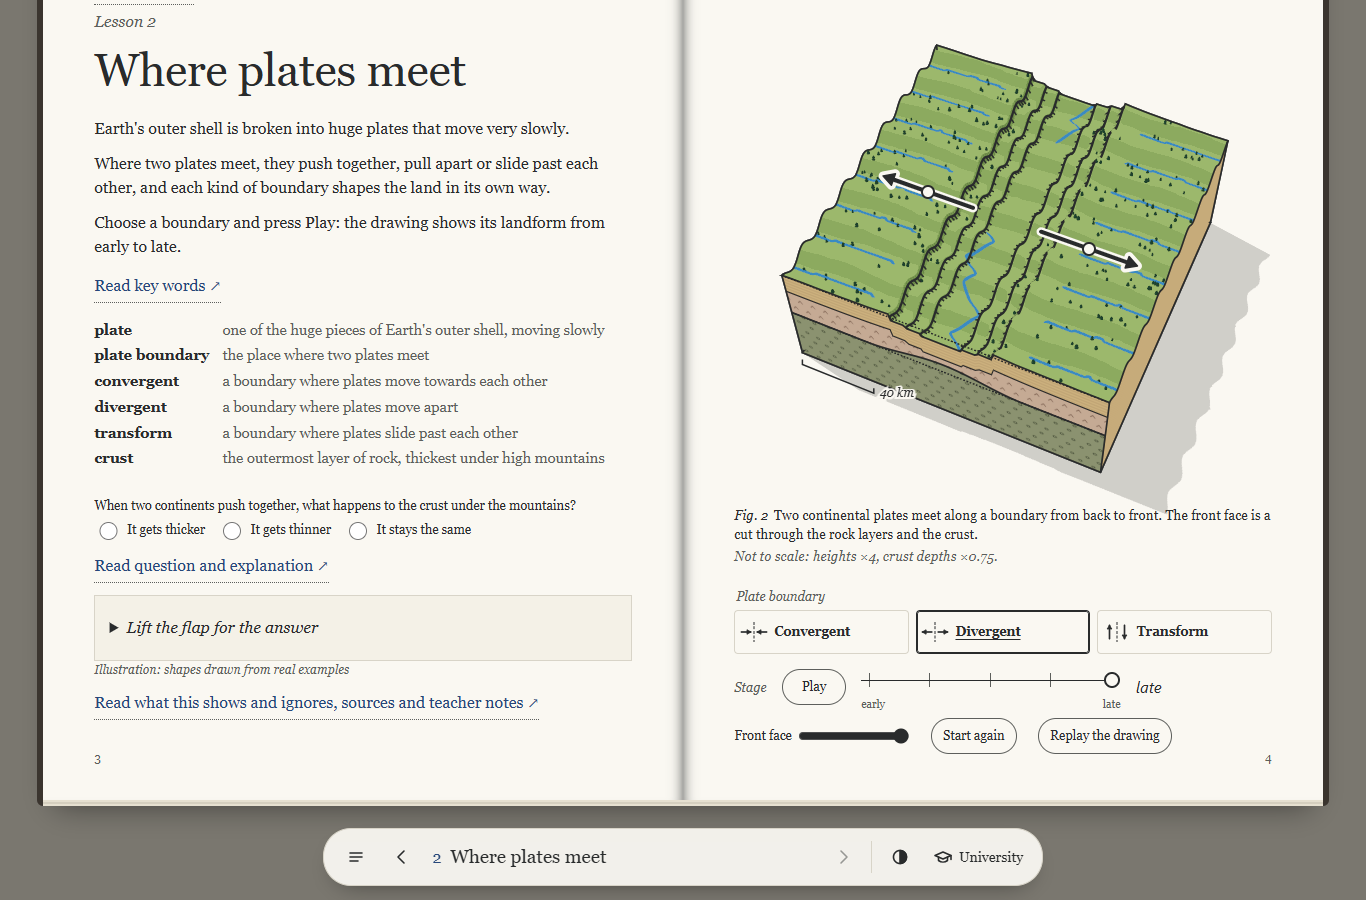 Lesson 2
Where plates meet
Earth's outer shell is broken into huge plates that move very slowly.
Where two plates meet, they push together, pull apart or slide past each
other, and each kind of boundary shapes the land in its own way.
Choose a boundary and press Play: the drawing shows its landform from
early to late.
Read key words ↗
plate one of the huge pieces of Earth's outer shell, moving slowly
plate boundary the place where two plates meet
convergent a boundary where plates move towards each other
divergent a boundary where plates move apart
transform a boundary where plates slide past each other
crust the outermost layer of rock, thickest under high mountains
When two continents push together, what happens to the crust under the mountains?
It gets thicker It gets thinner It stays the same
Read question and explanation ↗
Lift the flap for the answer
Illustration: shapes drawn from real examples
Read what this shows and ignores, sources and teacher notes ↗
3
40 km
Fig. 2 Two continental plates meet along a boundary from back to front. The front face is a
cut through the rock layers and the crust.
Not to scale: heights ×4, crust depths ×0.75.
Plate boundary
Convergent Divergent Transform
Stage Play late
early late
Front face Start again Replay the drawing
4
2 Where plates meet University